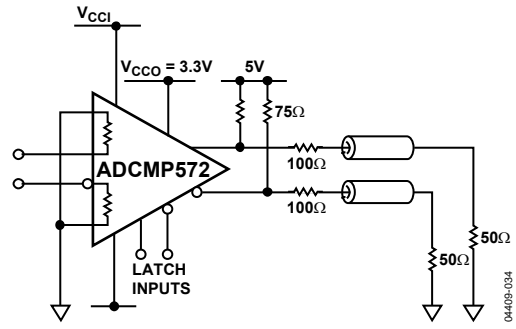 VCCI
VCCO = 3.3V
5V
75Ω
ADCMP572
100Ω
100Ω
50Ω
50Ω
LATCH
INPUTS
04409-034